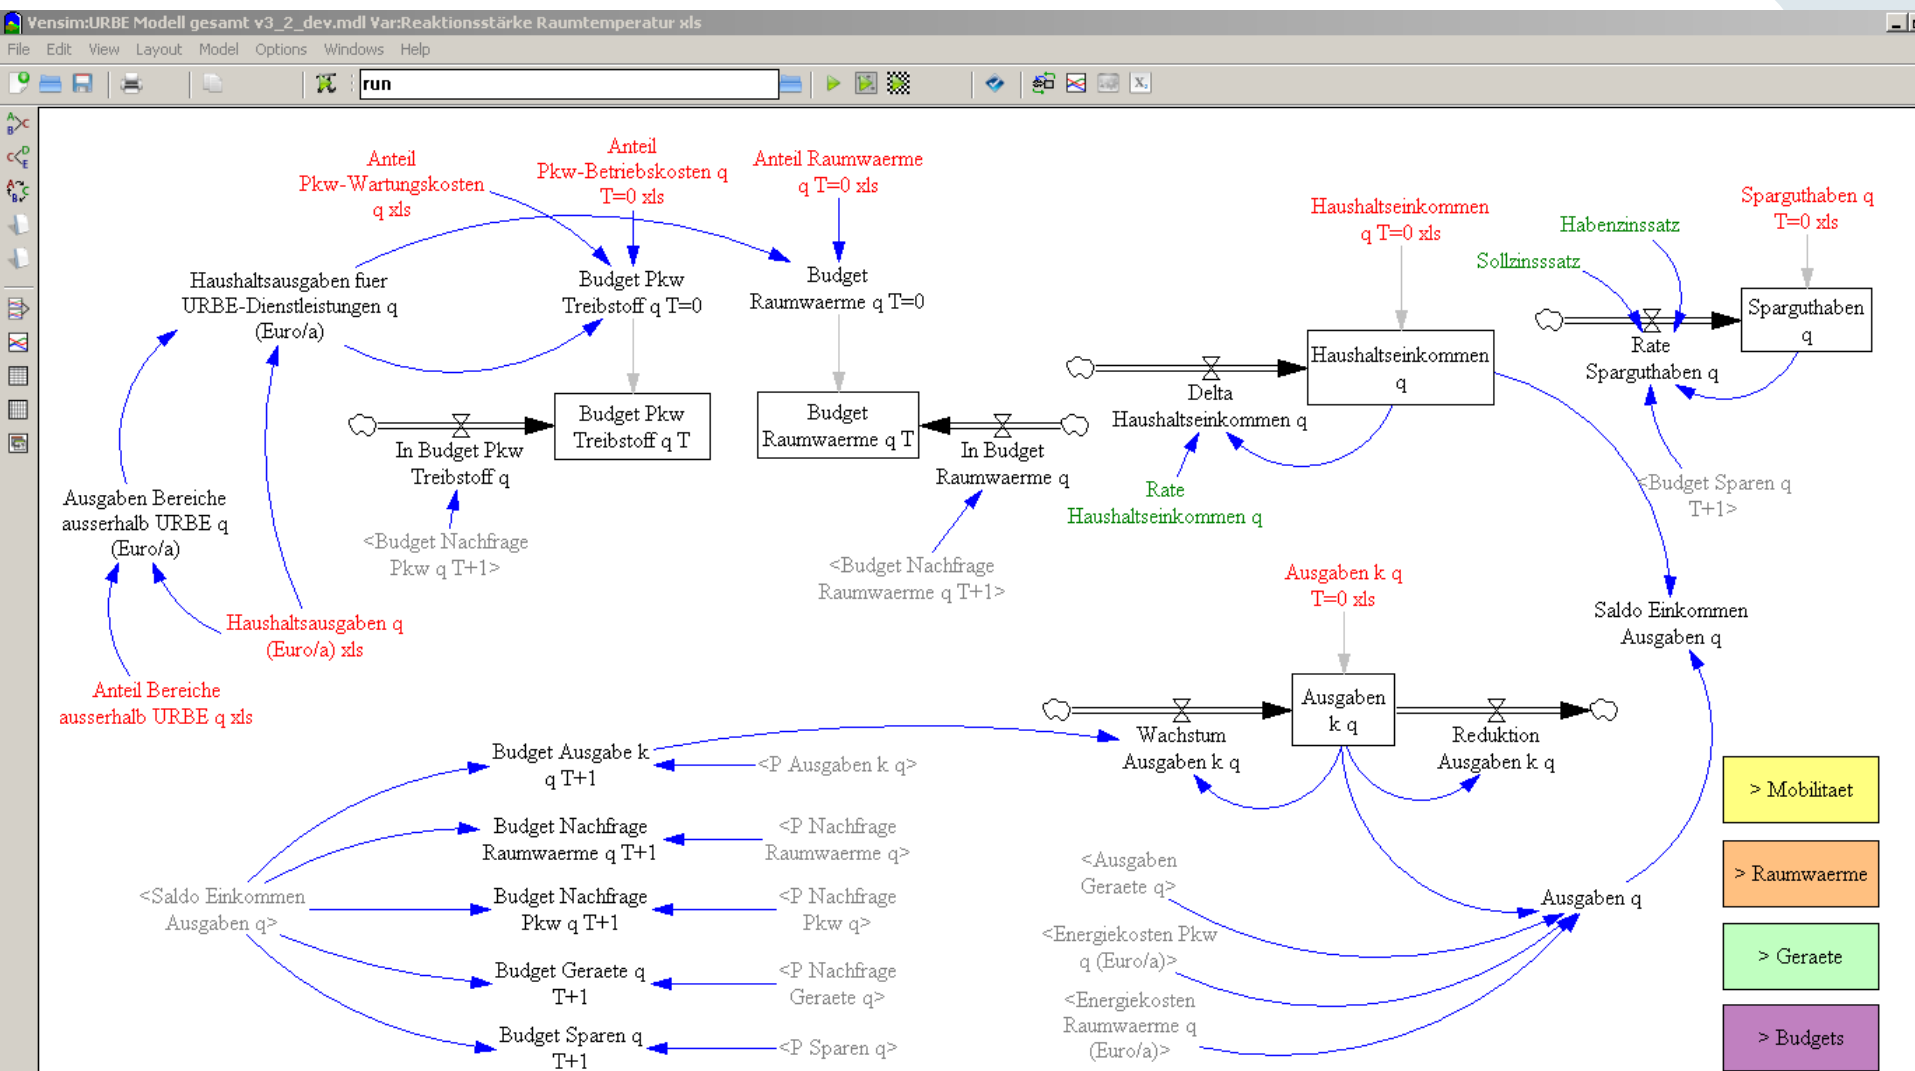 Vensim:URBE Modell gesamt v3_2_dev.mdl Var:Reaktionsstärke Raumtemperatur xls
File Edit View Layout Model Options Windows Help
run
Anteil
Pkw-Wartungskosten
q xls
Anteil
Pkw-Betriebskosten q
T=0 xls
Anteil Raumwaerme
q T=0 xls
Haushaltsausgaben fuer
URBE-Dienstleistungen q
(Euro/a)
Budget Pkw
Treibstoff q T=0
Budget
Raumwaerme q T=0
Haushaltseinkommen
q T=0 xls
Habenzinssatz
Sollzinsssatz
Sparguthaben q
T=0 xls
Sparguthaben
q
Rate
Sparguthaben q
Haushaltseinkommen
q
Delta
Haushaltseinkommen q
Rate
Haushaltseinkommen q
<Budget Sparen q
T+1>
Budget Pkw
Treibstoff q T
In Budget Pkw
Treibstoff q
<Budget Nachfrage
Pkw q T+1>
Budget
Raumwaerme q T
In Budget
Raumwaerme q
<Budget Nachfrage
Raumwaerme q T+1>
Ausgaben Bereiche
ausserhalb URBE q
(Euro/a)
Haushaltsausgaben q
(Euro/a) xls
Anteil Bereiche
ausserhalb URBE q xls
Ausgaben k q
T=0 xls
Saldo Einkommen
Ausgaben q
Ausgaben
k q
Wachstum
Ausgaben k q
Reduktion
Ausgaben k q
Budget Ausgabe k
q T+1
<P Ausgaben k q>
Budget Nachfrage
Raumwaerme q T+1
<P Nachfrage
Raumwaerme q>
<Saldo Einkommen
Ausgaben q>
Budget Nachfrage
Pkw q T+1
<P Nachfrage
Pkw q>
Budget Geraete q
T+1
<P Nachfrage
Geraete q>
Budget Sparen q
T+1
<P Sparen q>
<Ausgaben
Geraete q>
<Energiekosten Pkw
q (Euro/a)>
<Energiekosten
Raumwaerme q
(Euro/a)>
Ausgaben q
> Mobilitaet
> Raumwaerme
> Geraete
> Budgets